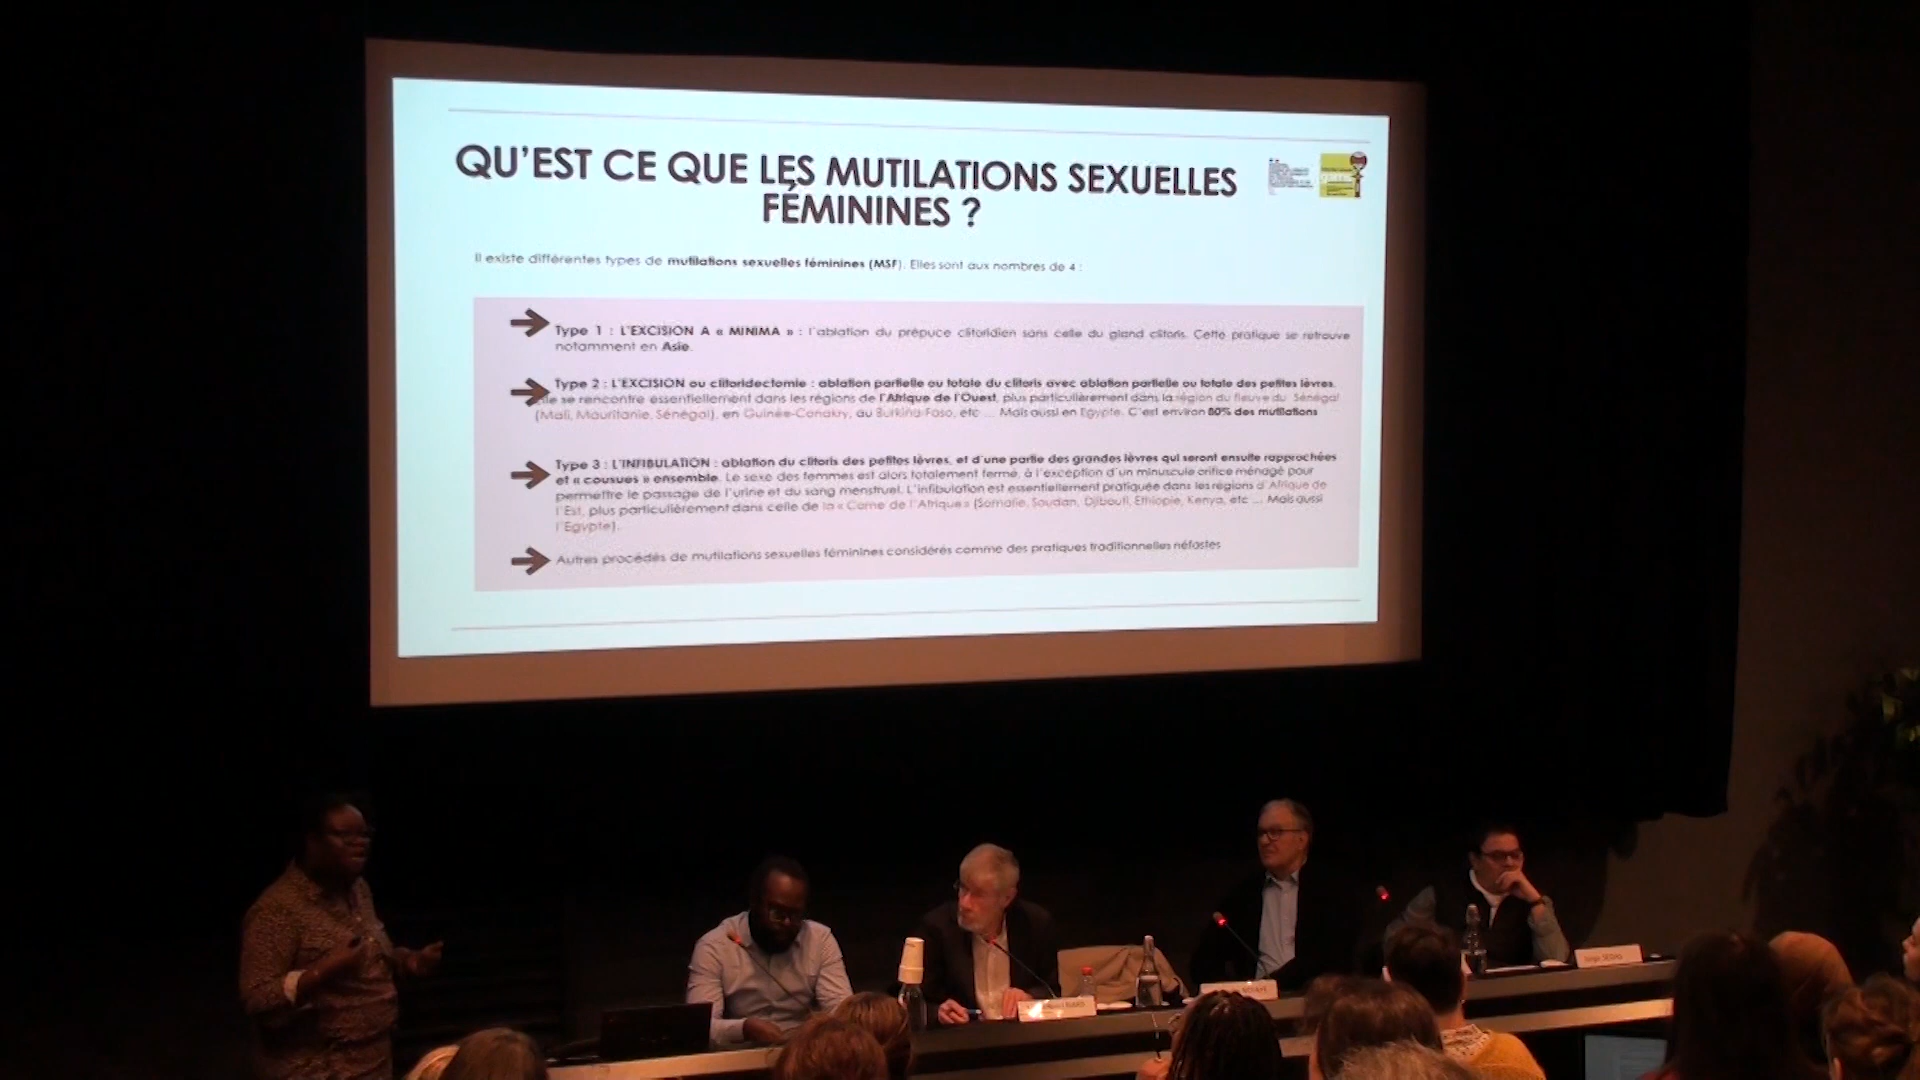 QU'EST CE QUE LES MUTILATIONS SEXUELLES
FÉMININES ?
gams
Il existe différentes types de mutilations sexuelles féminines (MSF). Elles sont aux nombres de 4 :
Type 1 : L'EXCISION A « MINIMA » : l'ablation du prépuce clitoridien sans celle du gland clitoris. Cette pratique se retrouve
notamment en Asie.
Type 2 : L'EXCISION ou clitoridectomie : ablation partielle ou totale du clitoris avec ablation partielle ou totale des petites lèvres.
Elle se rencontre essentiellement dans les régions de l'Afrique de l'Ouest, plus particulièrement dans la région du fleuve du Sénégal
(Mali, Mauritanie, Sénégal), en Guinée-Conakry, au Burkina Faso, etc ... Mais aussi en Egypte. C'est environ 80% des mutilations
Type 3 : L'INFIBULATION : ablation du clitoris des petites lèvres, et d'une partie des grandes lèvres qui seront ensuite rapprochées
et « cousues » ensemble. Le sexe des femmes est alors totalement fermé, à l'exception d'un minuscule orifice ménagé pour
permettre le passage de l'urine et du sang menstruel. L'infibulation est essentiellement pratiquée dans les régions d'Afrique de
l'Est, plus particulièrement dans celle de la « Corne de l'Afrique » (Somalie, Soudan, Djibouti, Ethiopie, Kenya, etc ... Mais aussi
l'Egypte).
Autres procédés de mutilations sexuelles féminines considérés comme des pratiques traditionnelles néfastes